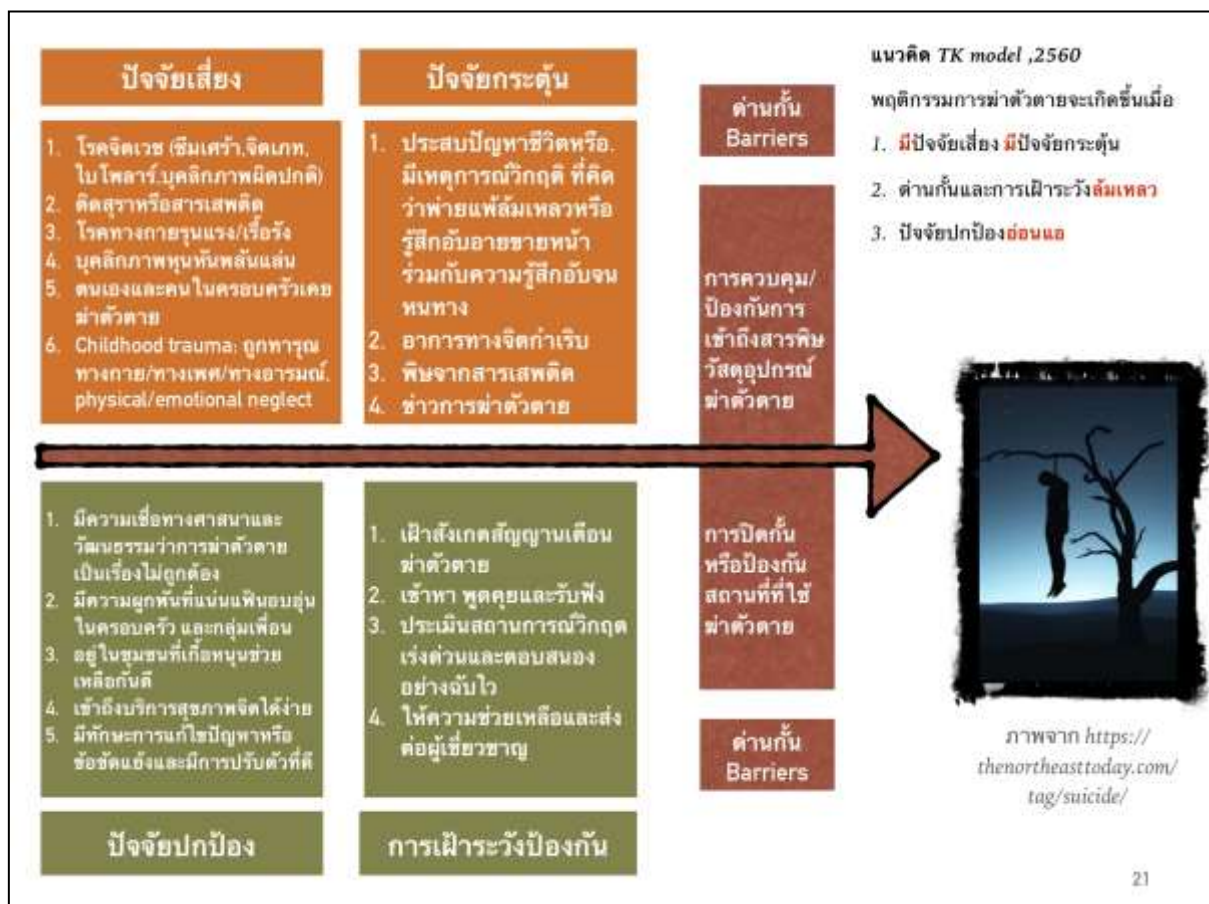 ปัจจัยเสี่ยง
1. โรคจิตเวช (ซึมเศร้า,จิตเภท,
ไบโพลาร์.บุคลิกภาพผิดปกติ)
2. ติดสุราหรือสารเสพติด
3. โรคทางกายรุนแรง/เรื้อรัง
4. บุคลิกภาพหุนหันพลันแล่น
5. ตนเองและคนในครอบครัวเคย
ฆ่าตัวตาย
6. Childhood trauma: ถูกทารุณ
ทางกาย/ทางเพศ/ทางอารมณ์,
physical/emotional neglect
ปัจจัยกระตุ้น
1. ประสบปัญหาชีวิตหรือ.
มีเหตุการณ์วิกฤติ ที่คิด
ว่าพ่ายแพ้ล้มเหลวหรือ
รู้สึกอับอายขายหน้า
ร่วมกับความรู้สึกอับจน
หนทาง
2. อาการทางจิตกำเริบ
3. พิษจากสารเสพติด
4. ข่าวการฆ่าตัวตาย
ด่านกั้น
Barriers
การควบคุม/
ป้องกันการ
เข้าถึงสารพิษ
วัสดุอุปกรณ์
ฆ่าตัวตาย
การปิดกั้น
หรือป้องกัน
สถานที่ที่ใช้
ฆ่าตัวตาย
ด่านกั้น
Barriers
แนวคิด TK model ,2560
พฤติกรรมการฆ่าตัวตายจะเกิดขึ้นเมื่อ
1. มีปัจจัยเสี่ยง มีปัจจัยกระตุ้น
2. ด่านกั้นและการเฝ้าระวังล้มเหลว
3. ปัจจัยปกป้องอ่อนแอ
1. มีความเชื่อทางศาสนาและ
วัฒนธรรมว่าการฆ่าตัวตาย
เป็นเรื่องไม่ถูกต้อง
2. มีความผูกพันที่แน่นแฟ้นอบอุ่น
ในครอบครัว และกลุ่มเพื่อน
3. อยู่ในชุมชนที่เกื้อหนุนช่วย
เหลือกันดี
4. เข้าถึงบริการสุขภาพจิตได้ง่าย
5. มีทักษะการแก้ไขปัญหาหรือ
ข้อขัดแย้งและมีการปรับตัวที่ดี
ปัจจัยปกป้อง
1. เฝ้าสังเกตสัญญานเตือน
ฆ่าตัวตาย
2. เข้าหา พูดคุยและรับฟัง
3. ประเมินสถานการณ์วิกฤต
เร่งด่วนและตอบสนอง
อย่างฉับไว
4. ให้ความช่วยเหลือและส่ง
ต่อผู้เชี่ยวชาญ
การเฝ้าระวังป้องกัน
ภาพจาก https://
thenortheasttoday.com/
tag/suicide/
21